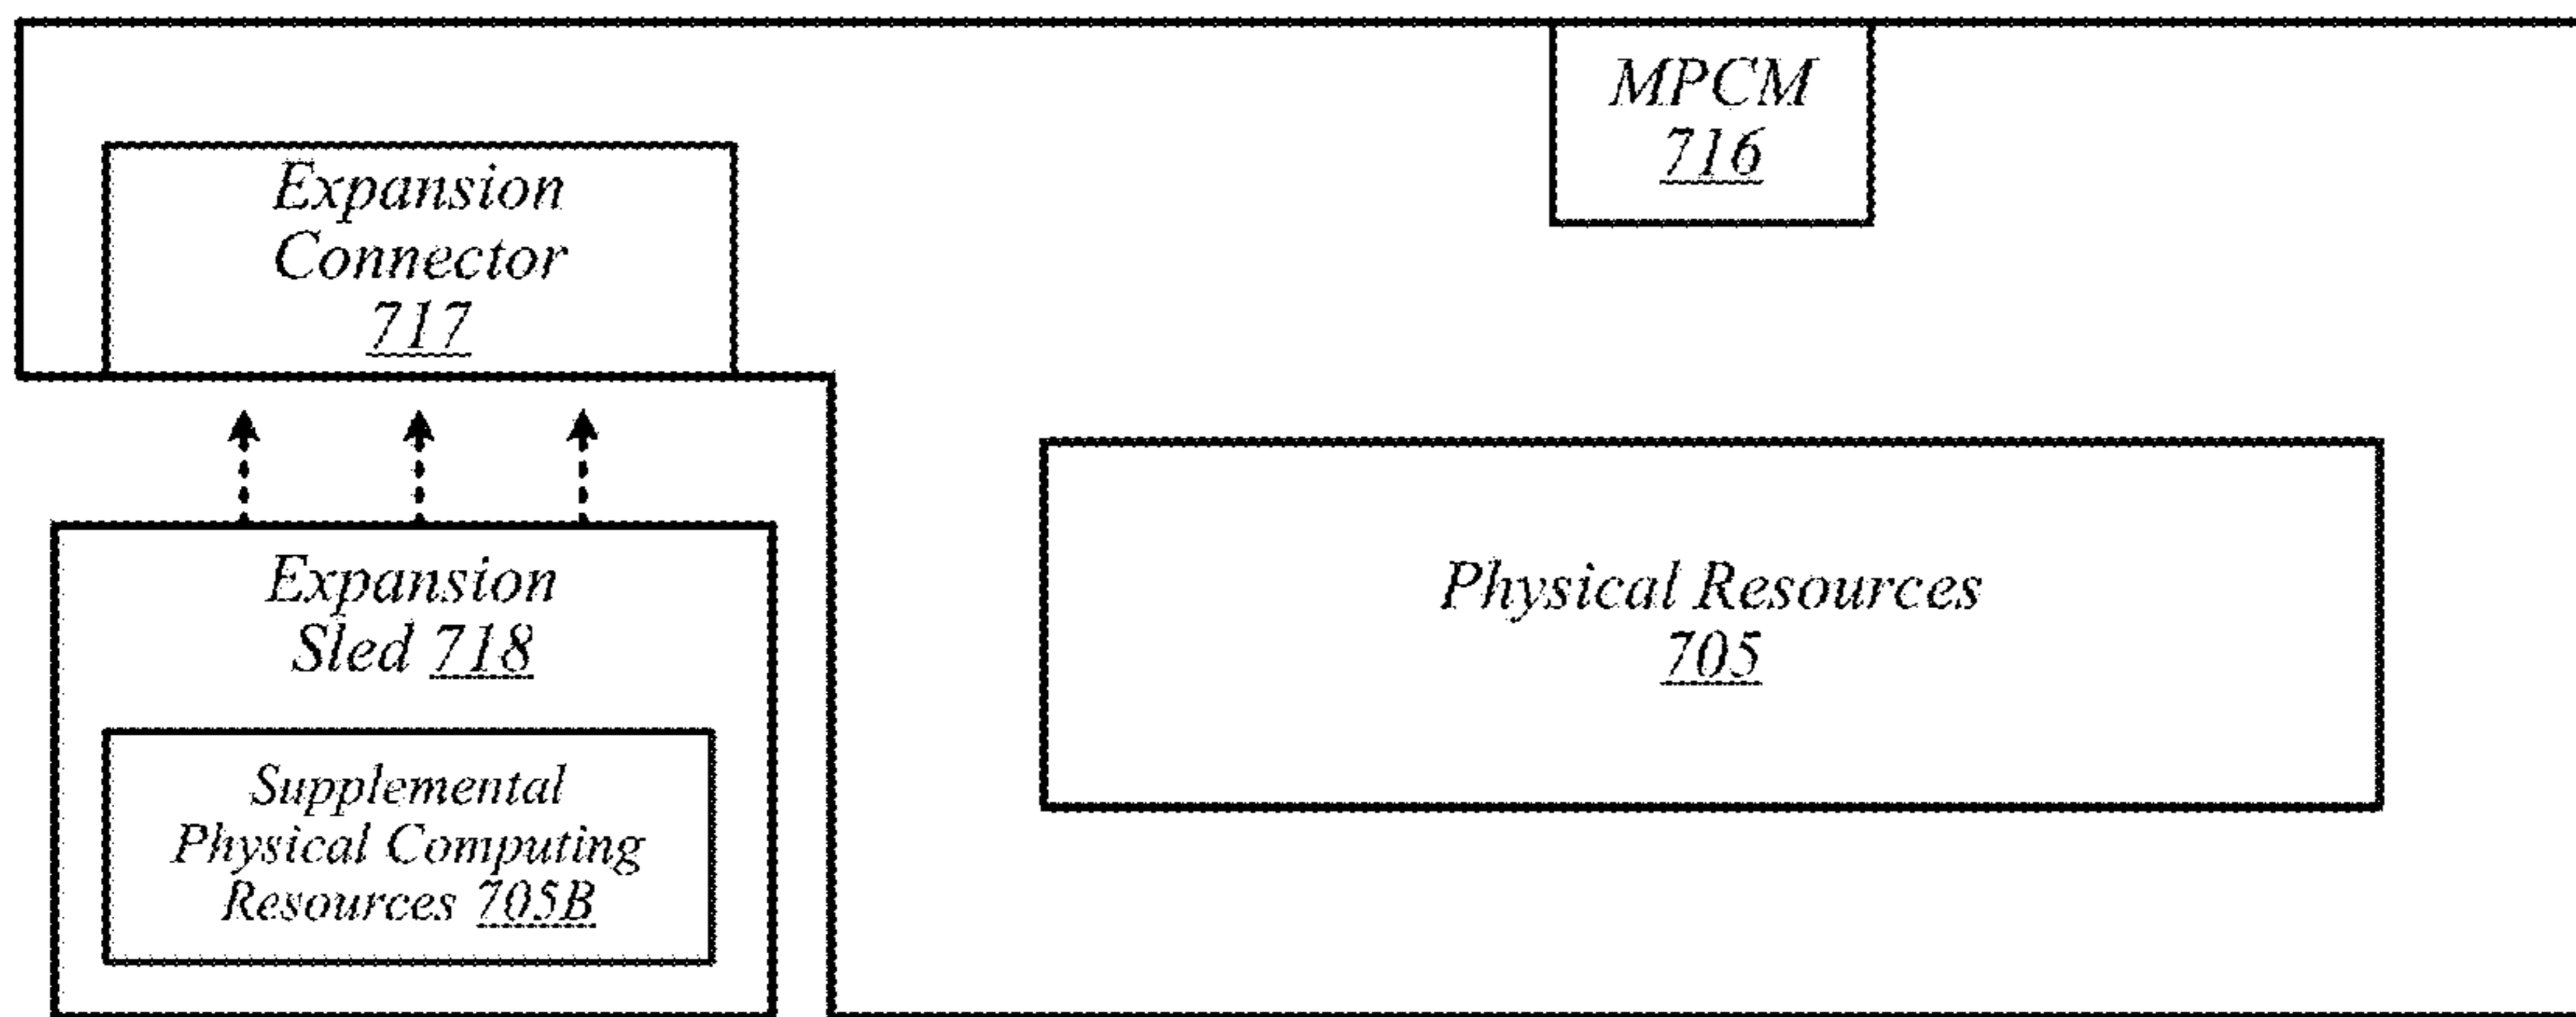 MPCM
716
Expansion
Connector
717
Expansion
Sled 718
Supplemental
Physical Computing
Resources 705B
Physical Resources
705